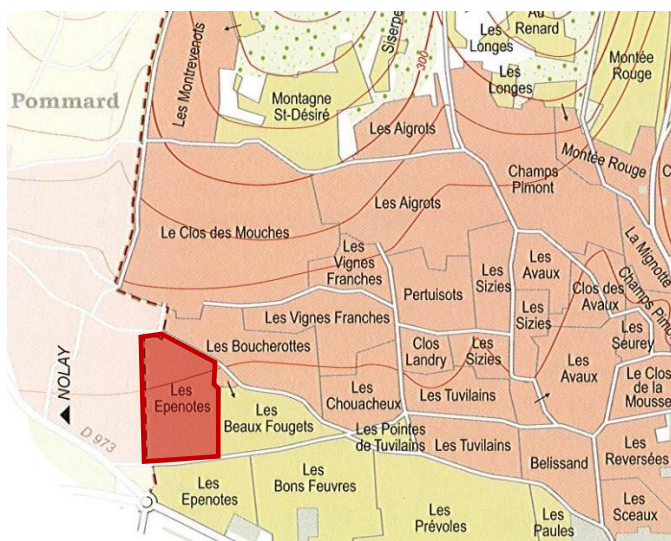 Au
Renard
Les
Longes
Siserpe
Montée
Rouge
Les Montrevenots
300
Les
Longes
Pommard
Montagne
St-Désiré
Les Aigrots
Champs
Pimont
Montée Rouge
Les Aigrots
Le Clos des Mouches
La Mignotte
Les
Vignes
Franches
Les
Avaux
Pertuisots
Les
Sizies
Clos des
Avaux
Champs Pim
Les
Sizies
Les Vignes Franches
Les Boucherottes
Clos
Landry
Les
Sizies
Les
Seurey
Les
Avaux
Le Clos
de la
Mousse
NOLAY
Les
Epenotes
Les
Chouacheux
Les Tuvilains
Les
Beaux Fougets
Les Pointes
de Tuvilains
Les Tuvilains
D 973
Les
Reversées
Belissand
Les
Epenotes
Les
Bons Feuvres
Les
Prévoles
Les
Paules
Les
Sceaux